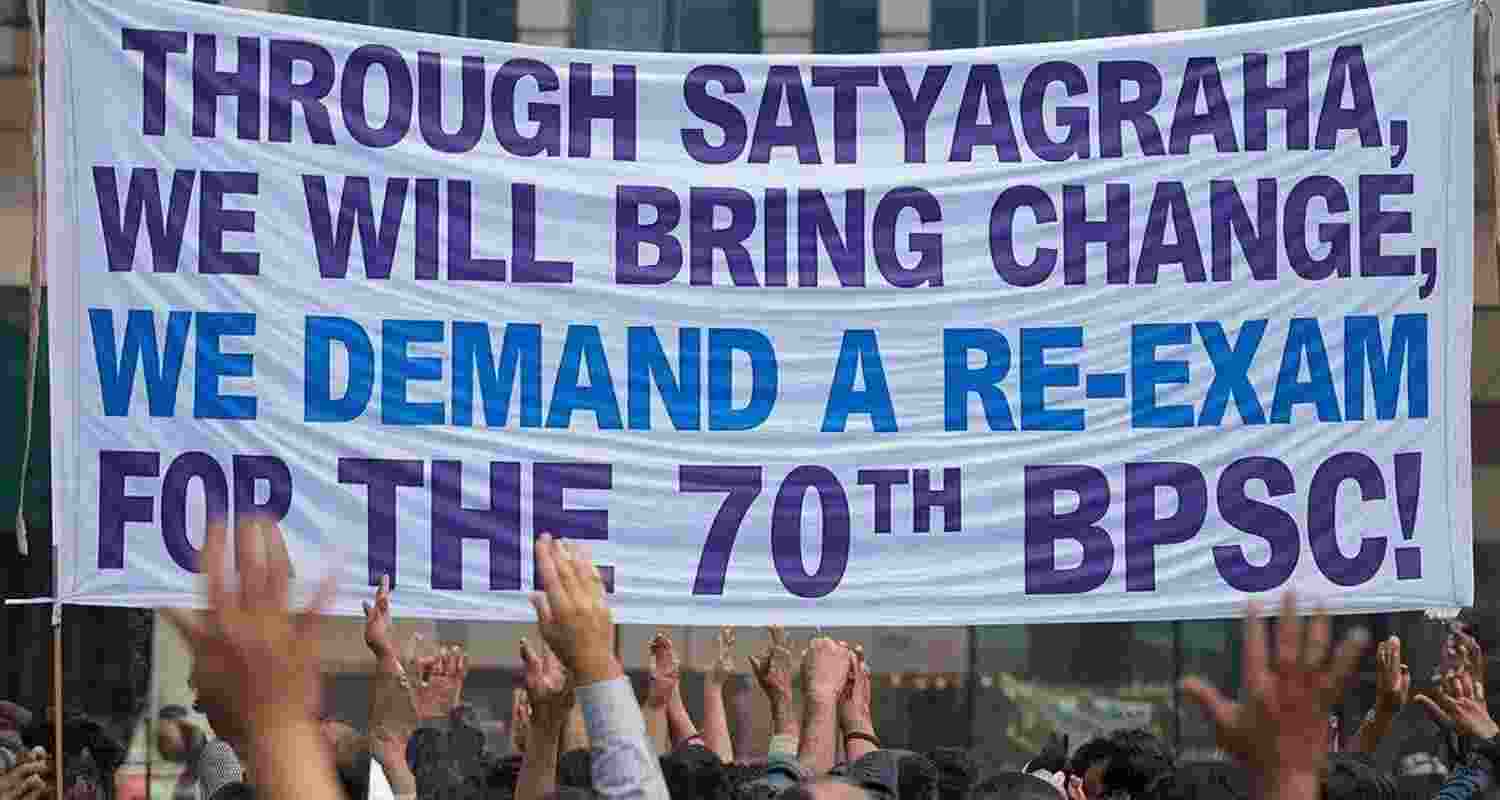 THROUGH SATYAGRAHA,
WE WILL BRING CHANGE,
WE DEMAND A RE-EXAM
FOR THE 70TH BPSC!